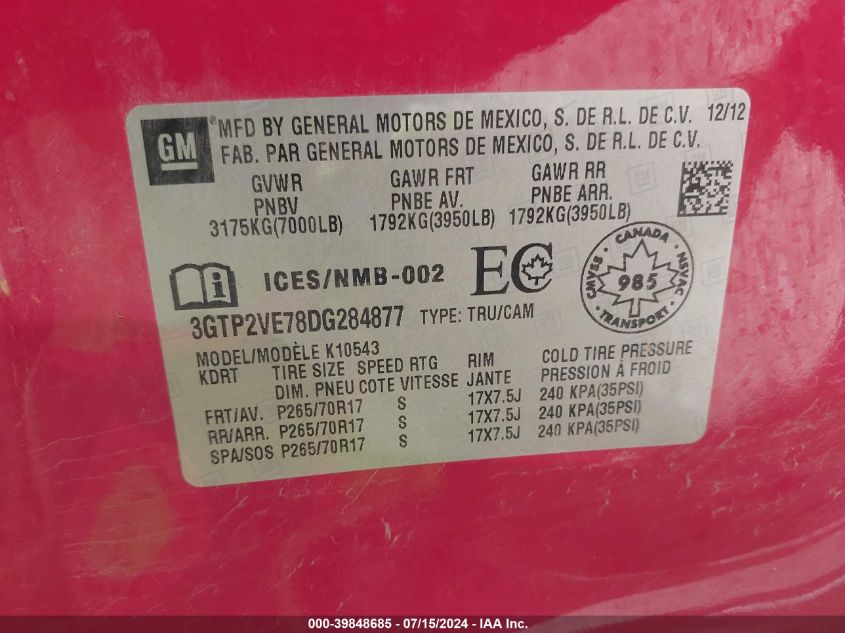 GM
MFD BY GENERAL MOTORS DE MEXICO, S. DE R.L. DE C.V. 12/12
FAB. PAR GENERAL MOTORS DE MEXICO, S. DE R.L. DE C.V.
GVWR GAWR FRT GAWR RR
PNBV PNBE AV. PNBE ARR.
3175KG(7000LB) 1792KG(3950LB) 1792KG(3950LB)
i ICES/NMB-002 EC
CANADA
CMVSS 985 NSVAC
TRANSPORT
3GTP2VE78DG284877 TYPE: TRU/CAM
MODEL/MODÈLE K10543
KDRT TIRE SIZE SPEED RTG RIM COLD TIRE PRESSURE
DIM. PNEU COTE VITESSE JANTE PRESSION À FROID
FRT/AV. P265/70R17 S 17X7.5J 240 KPA(35PSI)
RR/ARR. P265/70R17 S 17X7.5J 240 KPA(35PSI)
SPA/SOS P265/70R17 S 17X7.5J 240 KPA(35PSI)
000-39848685 - 07/15/2024 - IAA Inc.